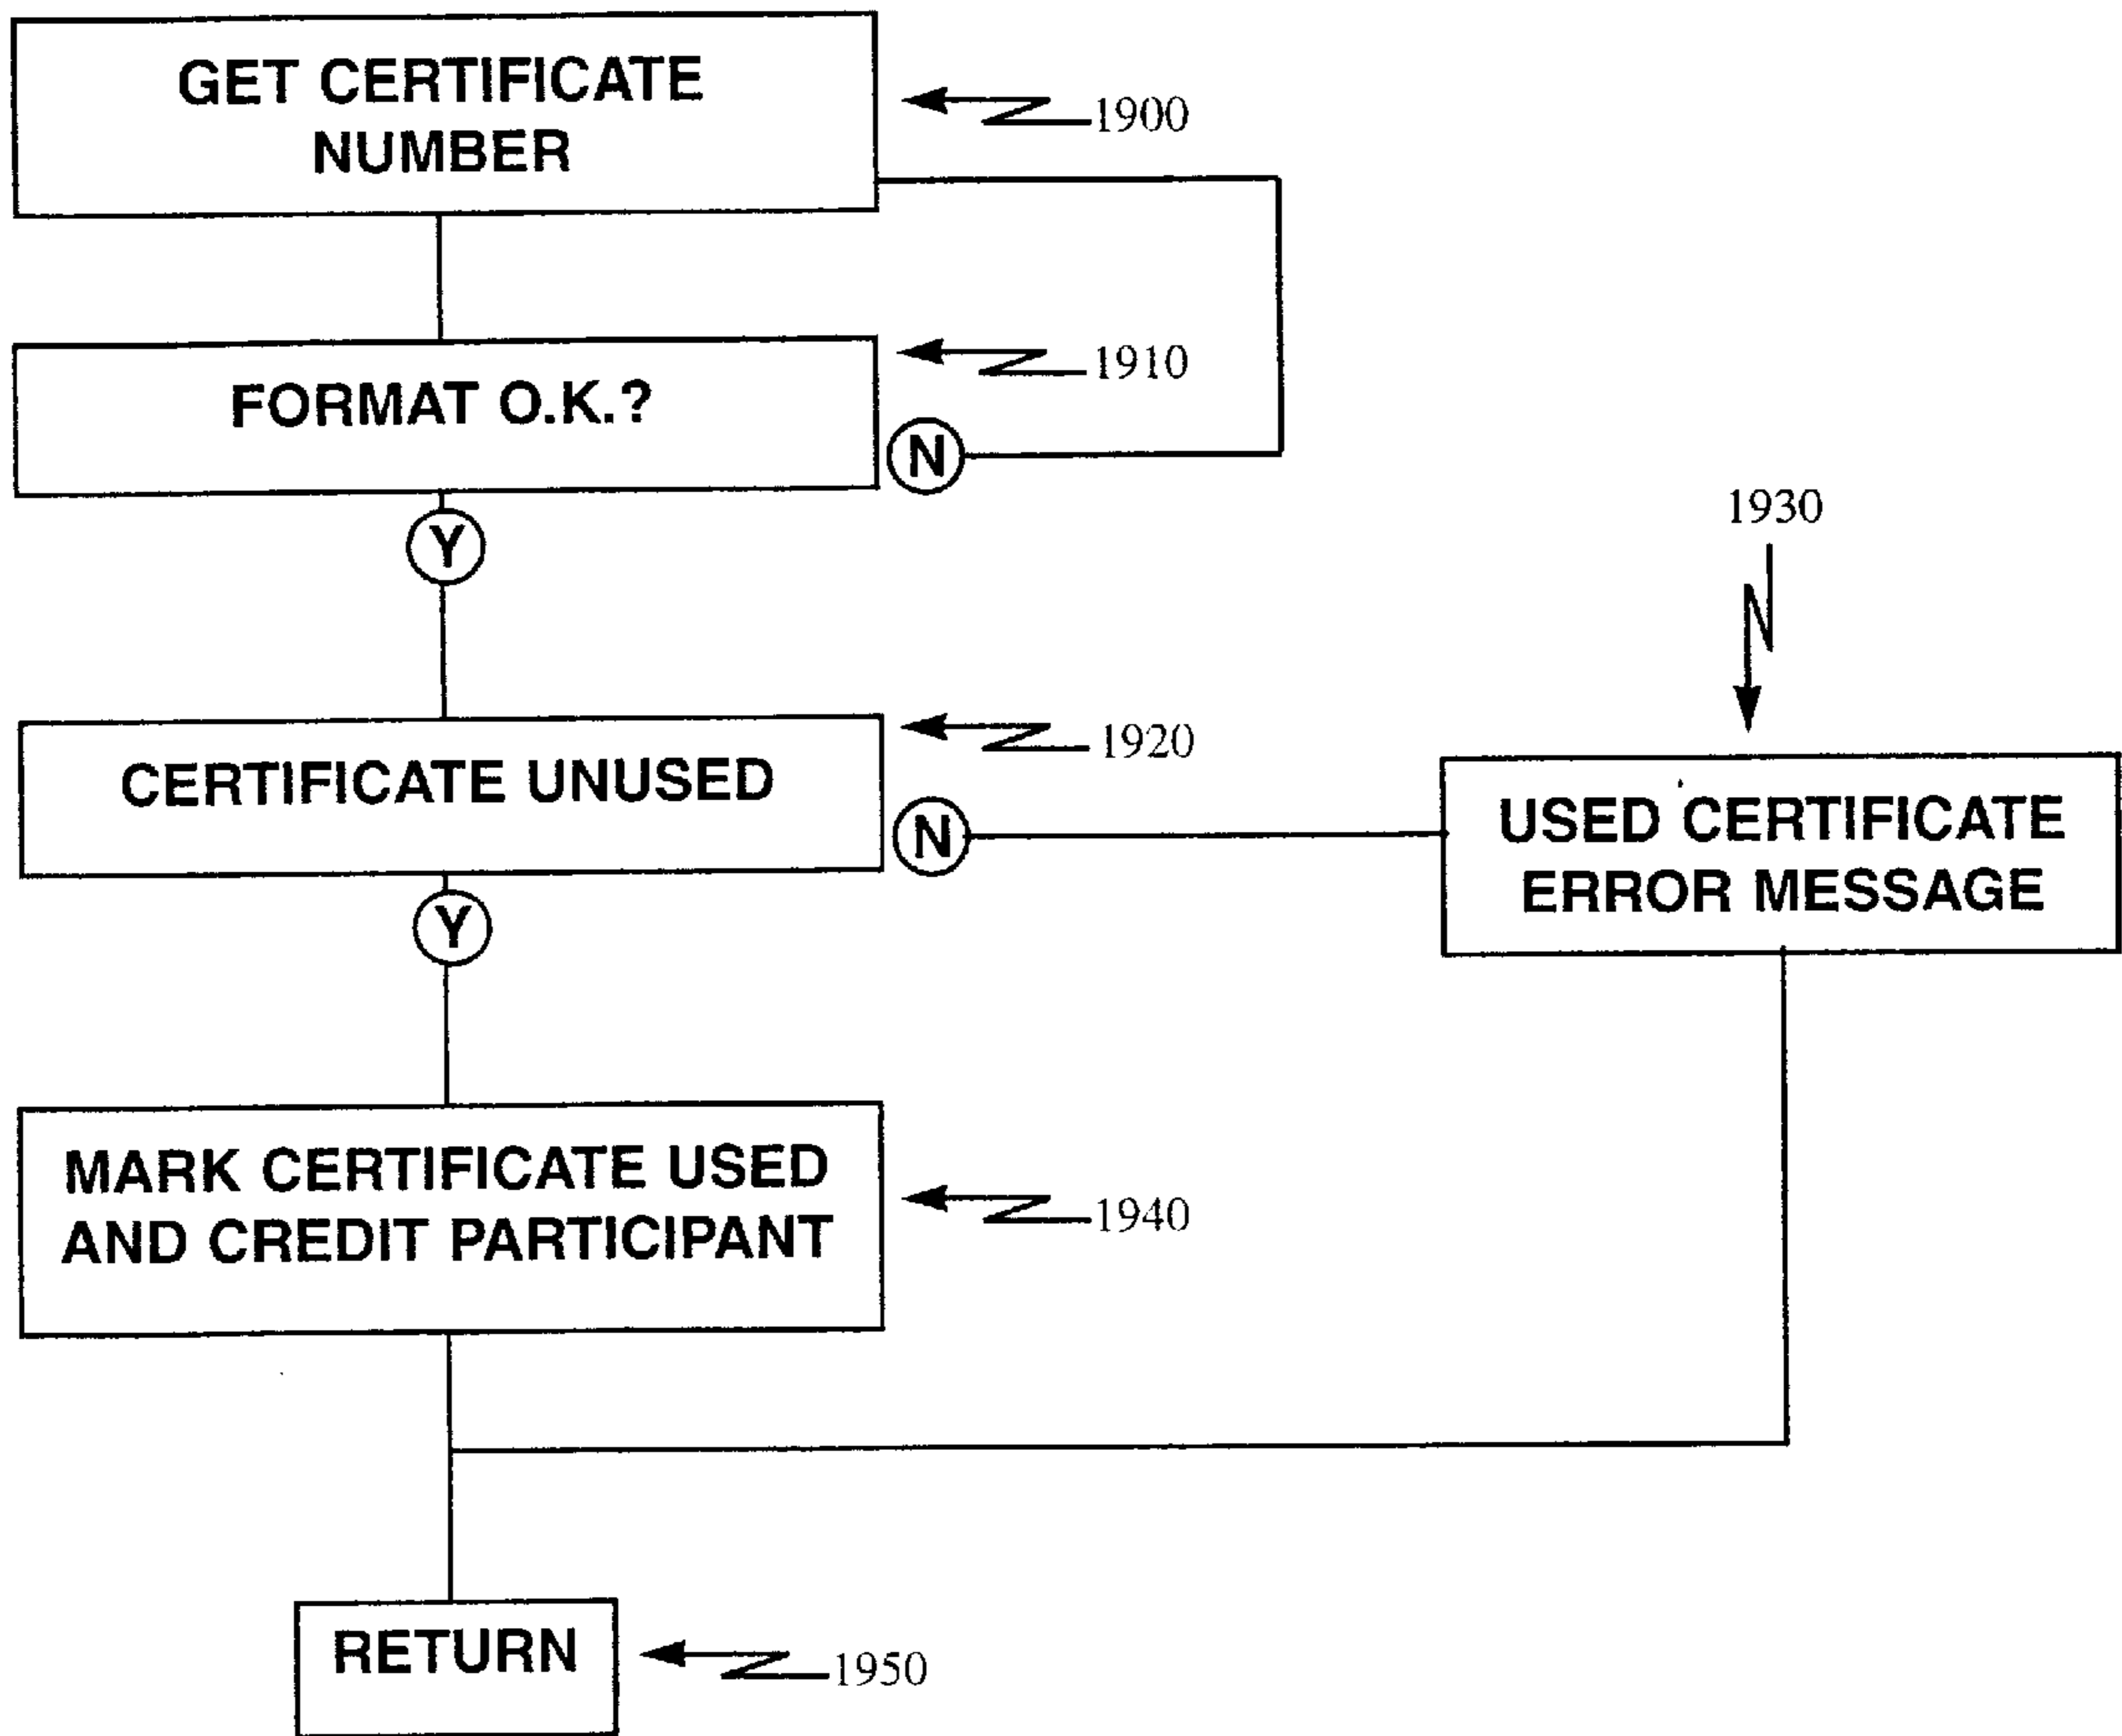 GET CERTIFICATE
NUMBER
1900
FORMAT O.K.?
1910
N
Y
1930
CERTIFICATE UNUSED
1920
N
USED CERTIFICATE
ERROR MESSAGE
Y
MARK CERTIFICATE USED
AND CREDIT PARTICIPANT
1940
RETURN
1950